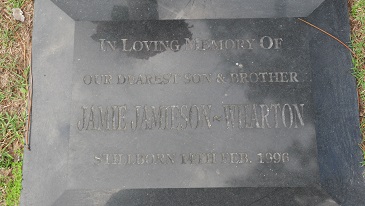 IN LOVING MEMORY OF
OUR DEAREST SON & BROTHER
JAMIE JAMIESON~WHARTON
STILLBORN 14TH FEB. 1996